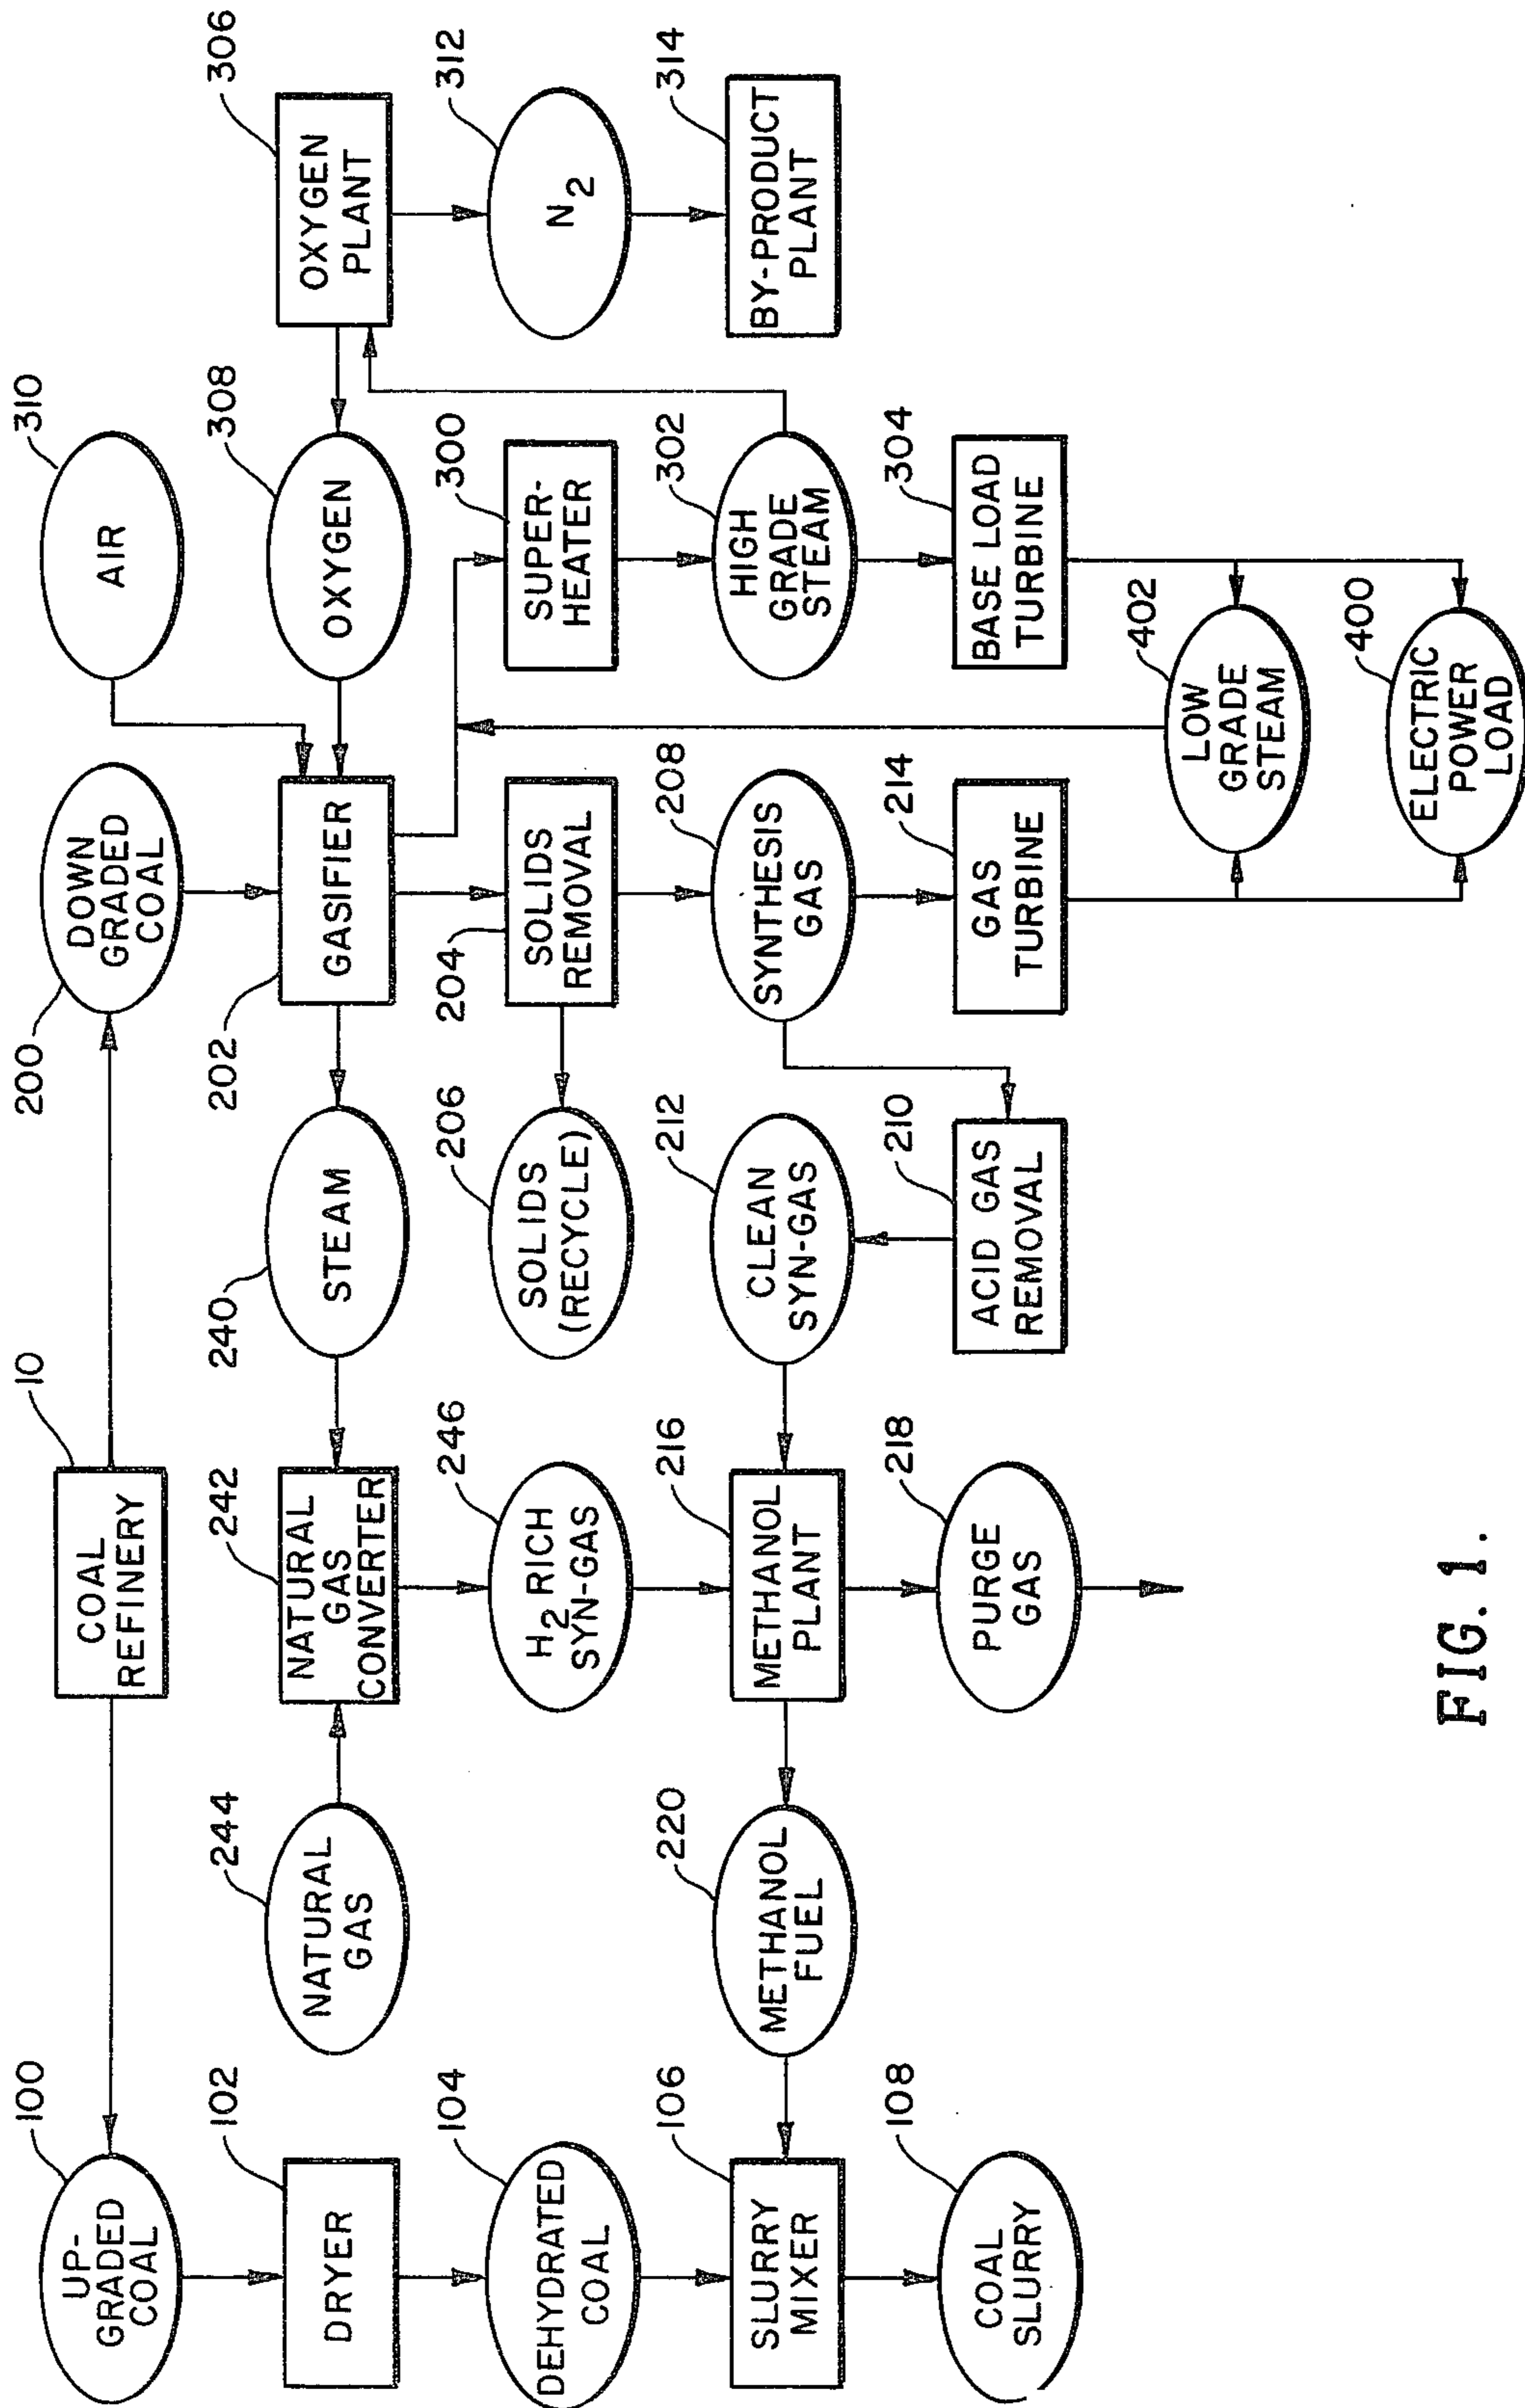 10
COAL
REFINERY
100
UP-
GRADED
COAL
200
DOWN
GRADED
COAL
310
AIR
306
OXYGEN
PLANT
102
DRYER
244
NATURAL
GAS
242
NATURAL
GAS
CONVERTER
240
STEAM
202
GASIFIER
308
OXYGEN
104
DEHYDRATED
COAL
246
H2 RICH
SYN-GAS
206
SOLIDS
(RECYCLE)
204
SOLIDS
REMOVAL
300
SUPER-
HEATER
312
N2
106
SLURRY
MIXER
220
METHANOL
FUEL
216
METHANOL
PLANT
212
CLEAN
SYN-GAS
208
SYNTHESIS
GAS
302
HIGH
GRADE
STEAM
314
BY-PRODUCT
PLANT
108
COAL
SLURRY
218
PURGE
GAS
210
ACID GAS
REMOVAL
214
GAS
TURBINE
304
BASE LOAD
TURBINE
402
LOW
GRADE
STEAM
400
ELECTRIC
POWER
LOAD
FIG. 1.